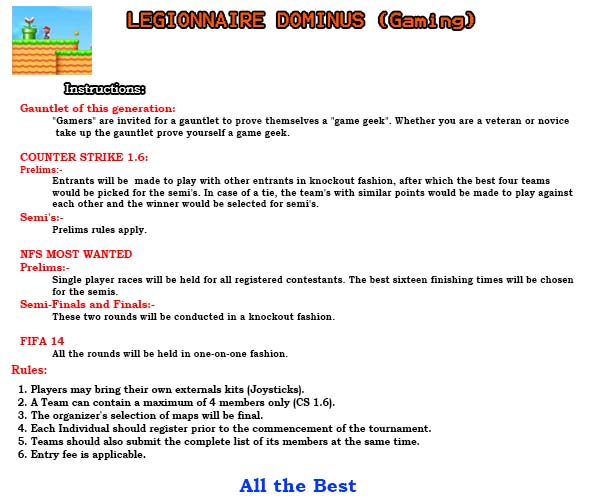 LEGIONNAIRE DOMINUS (Gaming)
Instructions:
Gauntlet of this generation:
"Gamers" are invited for a gauntlet to prove themselves a "game geek". Whether you are a veteran or novice
take up the gauntlet prove yourself a game geek.
COUNTER STRIKE 1.6:
Prelims:-
Entrants will be made to play with other entrants in knockout fashion, after which the best four teams
would be picked for the semi's. In case of a tie, the team's with similar points would be made to play against
each other and the winner would be selected for semi's.
Semi's:-
Prelims rules apply.
NFS MOST WANTED
Prelims:-
Single player races will be held for all registered contestants. The best sixteen finishing times will be chosen
for the semis.
Semi-Finals and Finals:-
These two rounds will be conducted in a knockout fashion.
FIFA 14
All the rounds will be held in one-on-one fashion.
Rules:
1. Players may bring their own externals kits (Joysticks).
2. A Team can contain a maximum of 4 members only (CS 1.6).
3. The organizer's selection of maps will be final.
4. Each Individual should register prior to the commencement of the tournament.
5. Teams should also submit the complete list of its members at the same time.
6. Entry fee is applicable.
All the Best